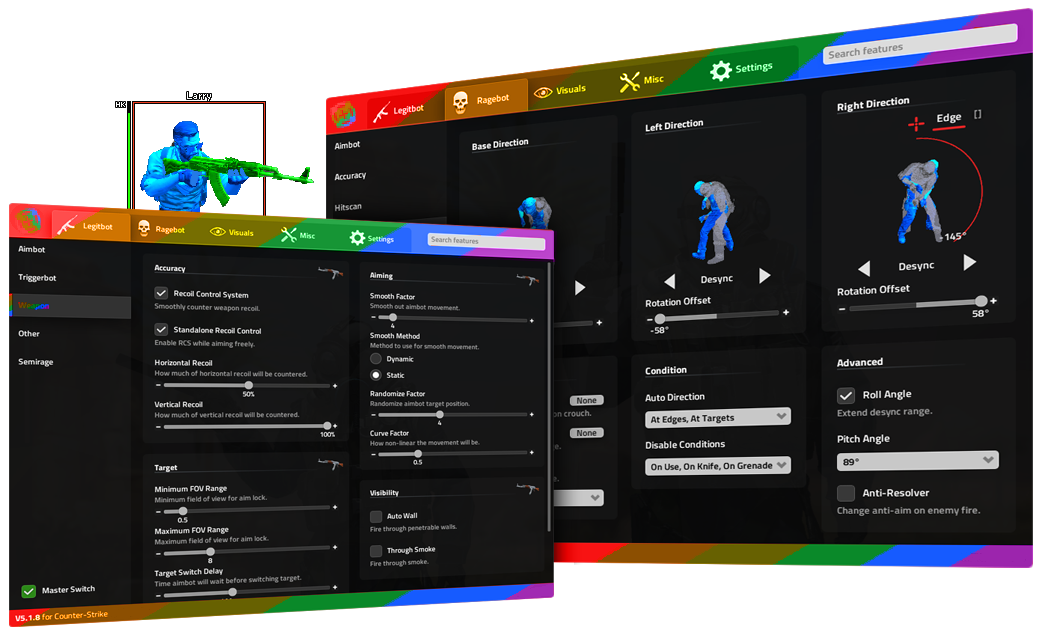 Larry
HK
Legitbot
Ragebot
Visuals
Misc
Settings
Search features
Aimbot
Accuracy
Hitscan
Base Direction
Left Direction
Desync
Rotation Offset
-58°
Right Direction
Edge
-145°
Desync
Rotation Offset
58°
None
on crouch.
None
Condition
Auto Direction
At Edges, At Targets
Disable Conditions
On Use, On Knife, On Grenade
Advanced
Roll Angle
Extend desync range.
Pitch Angle
89°
Anti-Resolver
Change anti-aim on enemy fire.
Legitbot
Ragebot
Visuals
Misc
Settings
Search features
Aimbot
Triggerbot
Weapon
Other
Semirage
Master Switch
V5.1.8 for Counter-Strike
Accuracy
Recoil Control System
Smoothly counter weapon recoil.
Standalone Recoil Control
Enable RCS while aiming freely.
Horizontal Recoil
How much of horizontal recoil will be countered.
50%
Vertical Recoil
How much of vertical recoil will be countered.
100%
Target
Minimum FOV Range
Minimum field of view for aim lock.
0.5
Maximum FOV Range
Maximum field of view for aim lock.
8
Target Switch Delay
Time aimbot will wait before switching target.
Aiming
Smooth Factor
Smooth out aimbot movement.
4
Smooth Method
Method to use for smooth movement.
Dynamic
Static
Randomize Factor
Randomize aimbot target position.
4
Curve Factor
How non-linear the movement will be.
0.5
Visibility
Auto Wall
Fire through penetrable walls.
Through Smoke
Fire through smoke.